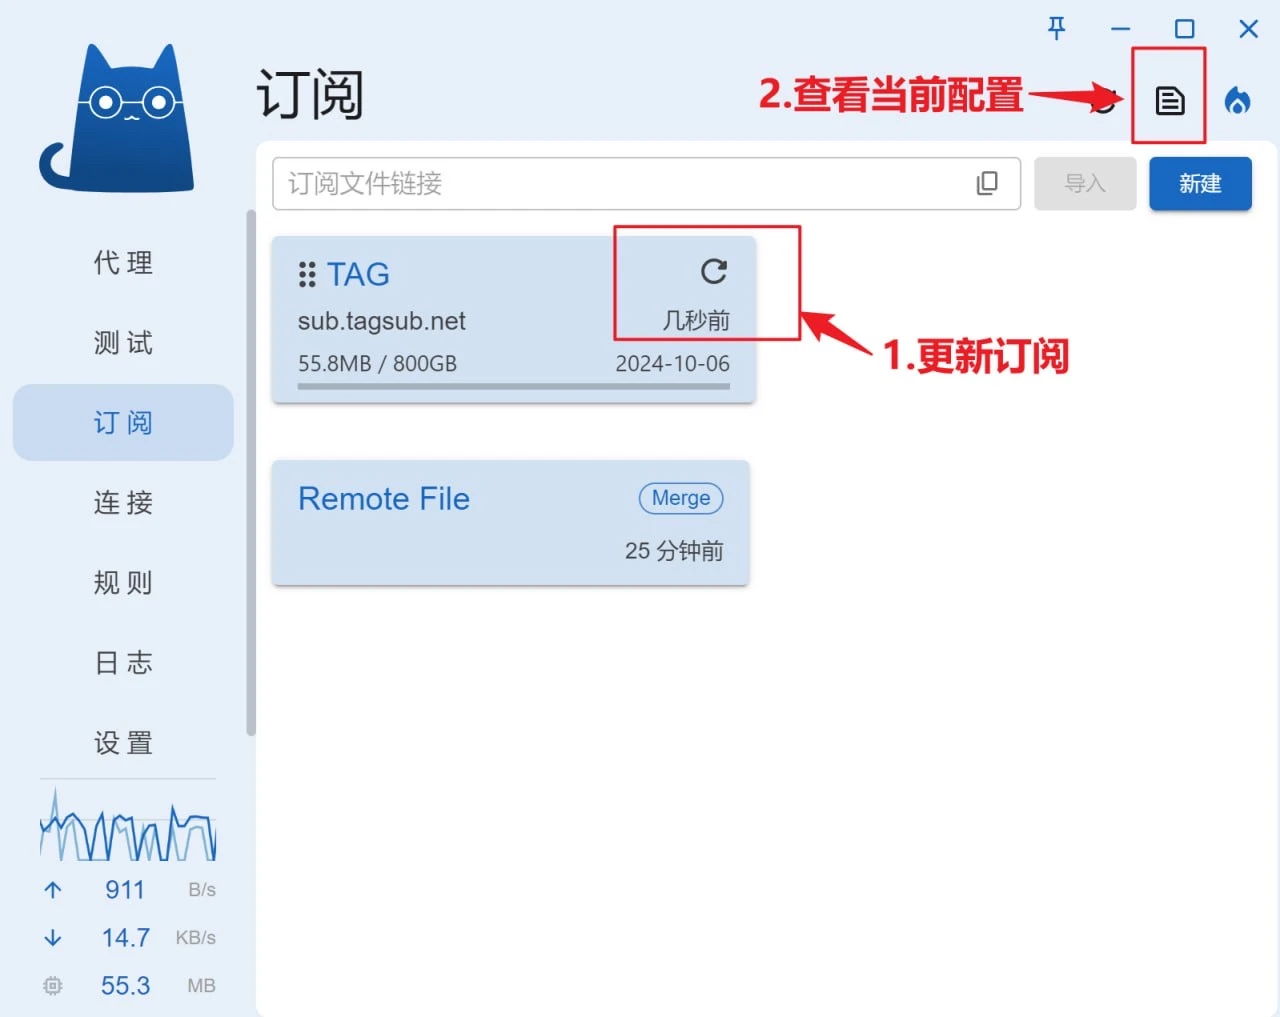 订阅
2.查看当前配置
订阅文件链接
导入
新建
代理
测试
订阅
连接
规则
日志
设置
TAG
sub.tagsub.net
几秒前
55.8MB / 800GB
2024-10-06
1.更新订阅
Remote File
Merge
25 分钟前
911 B/s
14.7 KB/s
55.3 MB